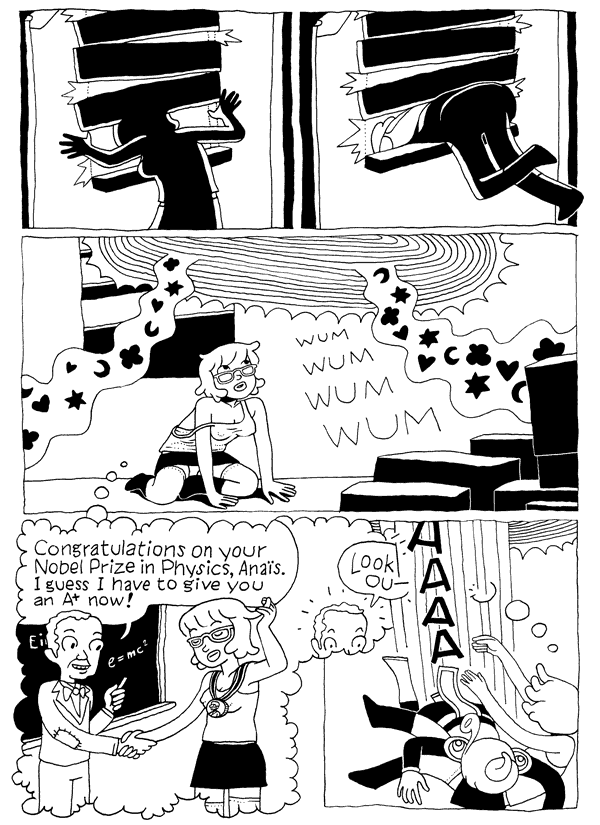 WUM
WUM
WUM
WUM
Congratulations on your
Nobel Prize in Physics, Anaïs.
I guess I have to give you
an A+ now!
Ei
e=mc²
Look
ou—
AAAA